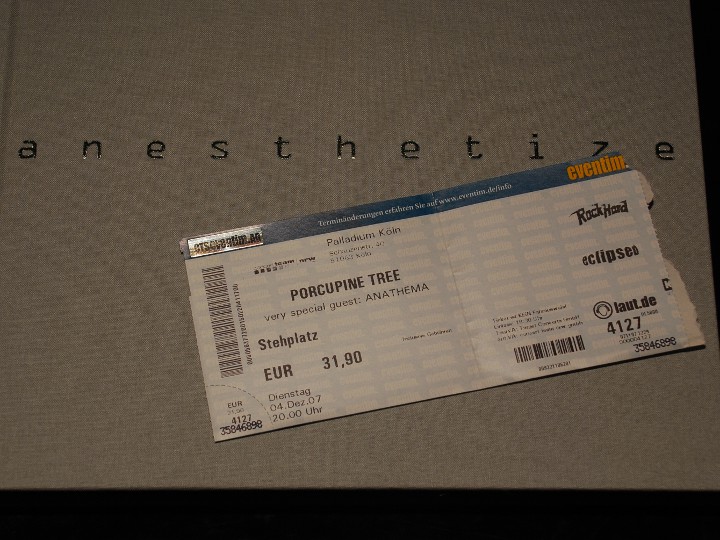 anesthetize
eventim.
Terminänderungen erfahren Sie auf www.eventim.de/info
Palladium Köln
51063 Köln
PORCUPINE TREE
very special guest: ANATHEMA
Stehplatz
EUR 31,90
Dienstag
04.Dez.07
20.00 Uhr
EUR
4127
35846898
RockHard
eclipsed
laut.de
4127
35846898